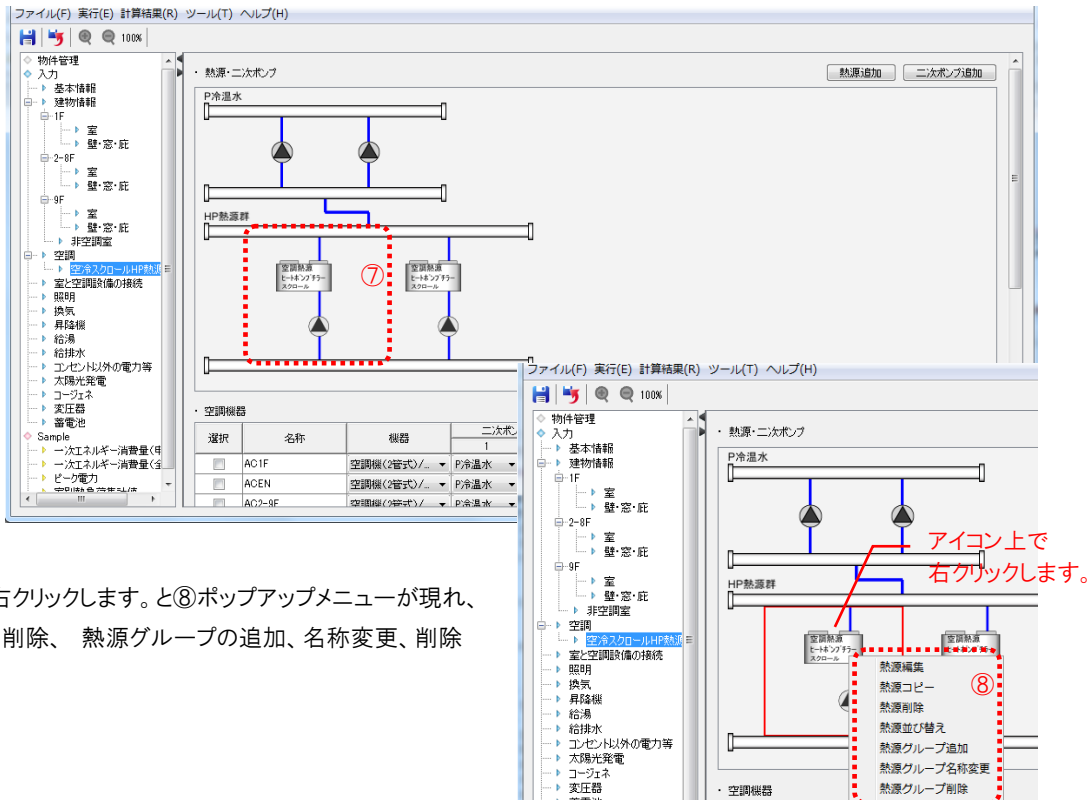 ファイル(F) 実行(E) 計算結果(R) ツール(T) ヘルプ(H)
100%
物件管理
入力
基本情報
建物情報
1F
室
壁・窓・庇
2-8F
室
壁・窓・庇
9F
室
壁・窓・庇
非空調室
空調
空冷スクロールHP熱源
室と空調設備の接続
照明
換気
昇降機
給湯
給排水
コンセント以外の電力等
太陽光発電
コージェネ
変圧器
蓄電池
Sample
一次エネルギー消費量(
一次エネルギー消費量(全
ピーク電力
・ 熱源・二次ポンプ
熱源追加 二次ポンプ追加
P冷温水
HP熱源群
空調熱源
ヒートポンプチラー
スクロール
⑦
空調熱源
ヒートポンプチラー
スクロール
・ 空調機器
選択 名称 機器 二次ポン
1
AC1F 空調機(2管式)/... P冷温水
ACEN 空調機(2管式)/... P冷温水
AC2-9F 空調機(2管式)/ P冷温水
右クリックします。と⑧ポップアップメニューが現れ、
削除、 熱源グループの追加、名称変更、削除
ファイル(F) 実行(E) 計算結果(R) ツール(T) ヘルプ(H)
100%
物件管理
入力
基本情報
建物情報
1F
室
壁・窓・庇
2-8F
室
壁・窓・庇
9F
室
壁・窓・庇
非空調室
空調
空冷スクロールHP熱源
室と空調設備の接続
照明
換気
昇降機
給湯
給排水
コンセント以外の電力等
太陽光発電
コージェネ
変圧器
・ 熱源・二次ポンプ
P冷温水
アイコン上で
右クリックします。
HP熱源群
空調熱源
ヒートポンプチラー
スクロール
空調熱源
熱源編集
熱源コピー
⑧
熱源削除
熱源並び替え
熱源グループ追加
熱源グループ名称変更
熱源グループ削除
・ 空調機器